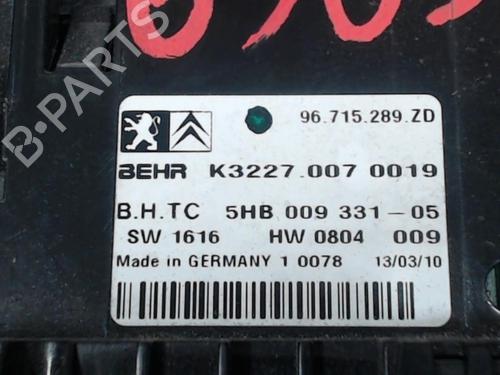 96.715.289.ZD
BEHR K3227.007 0019
B.H.TC 5HB 009 331-05
SW 1616 HW 0804 009
Made in GERMANY 1 0078 13/03/10
B-PARTS